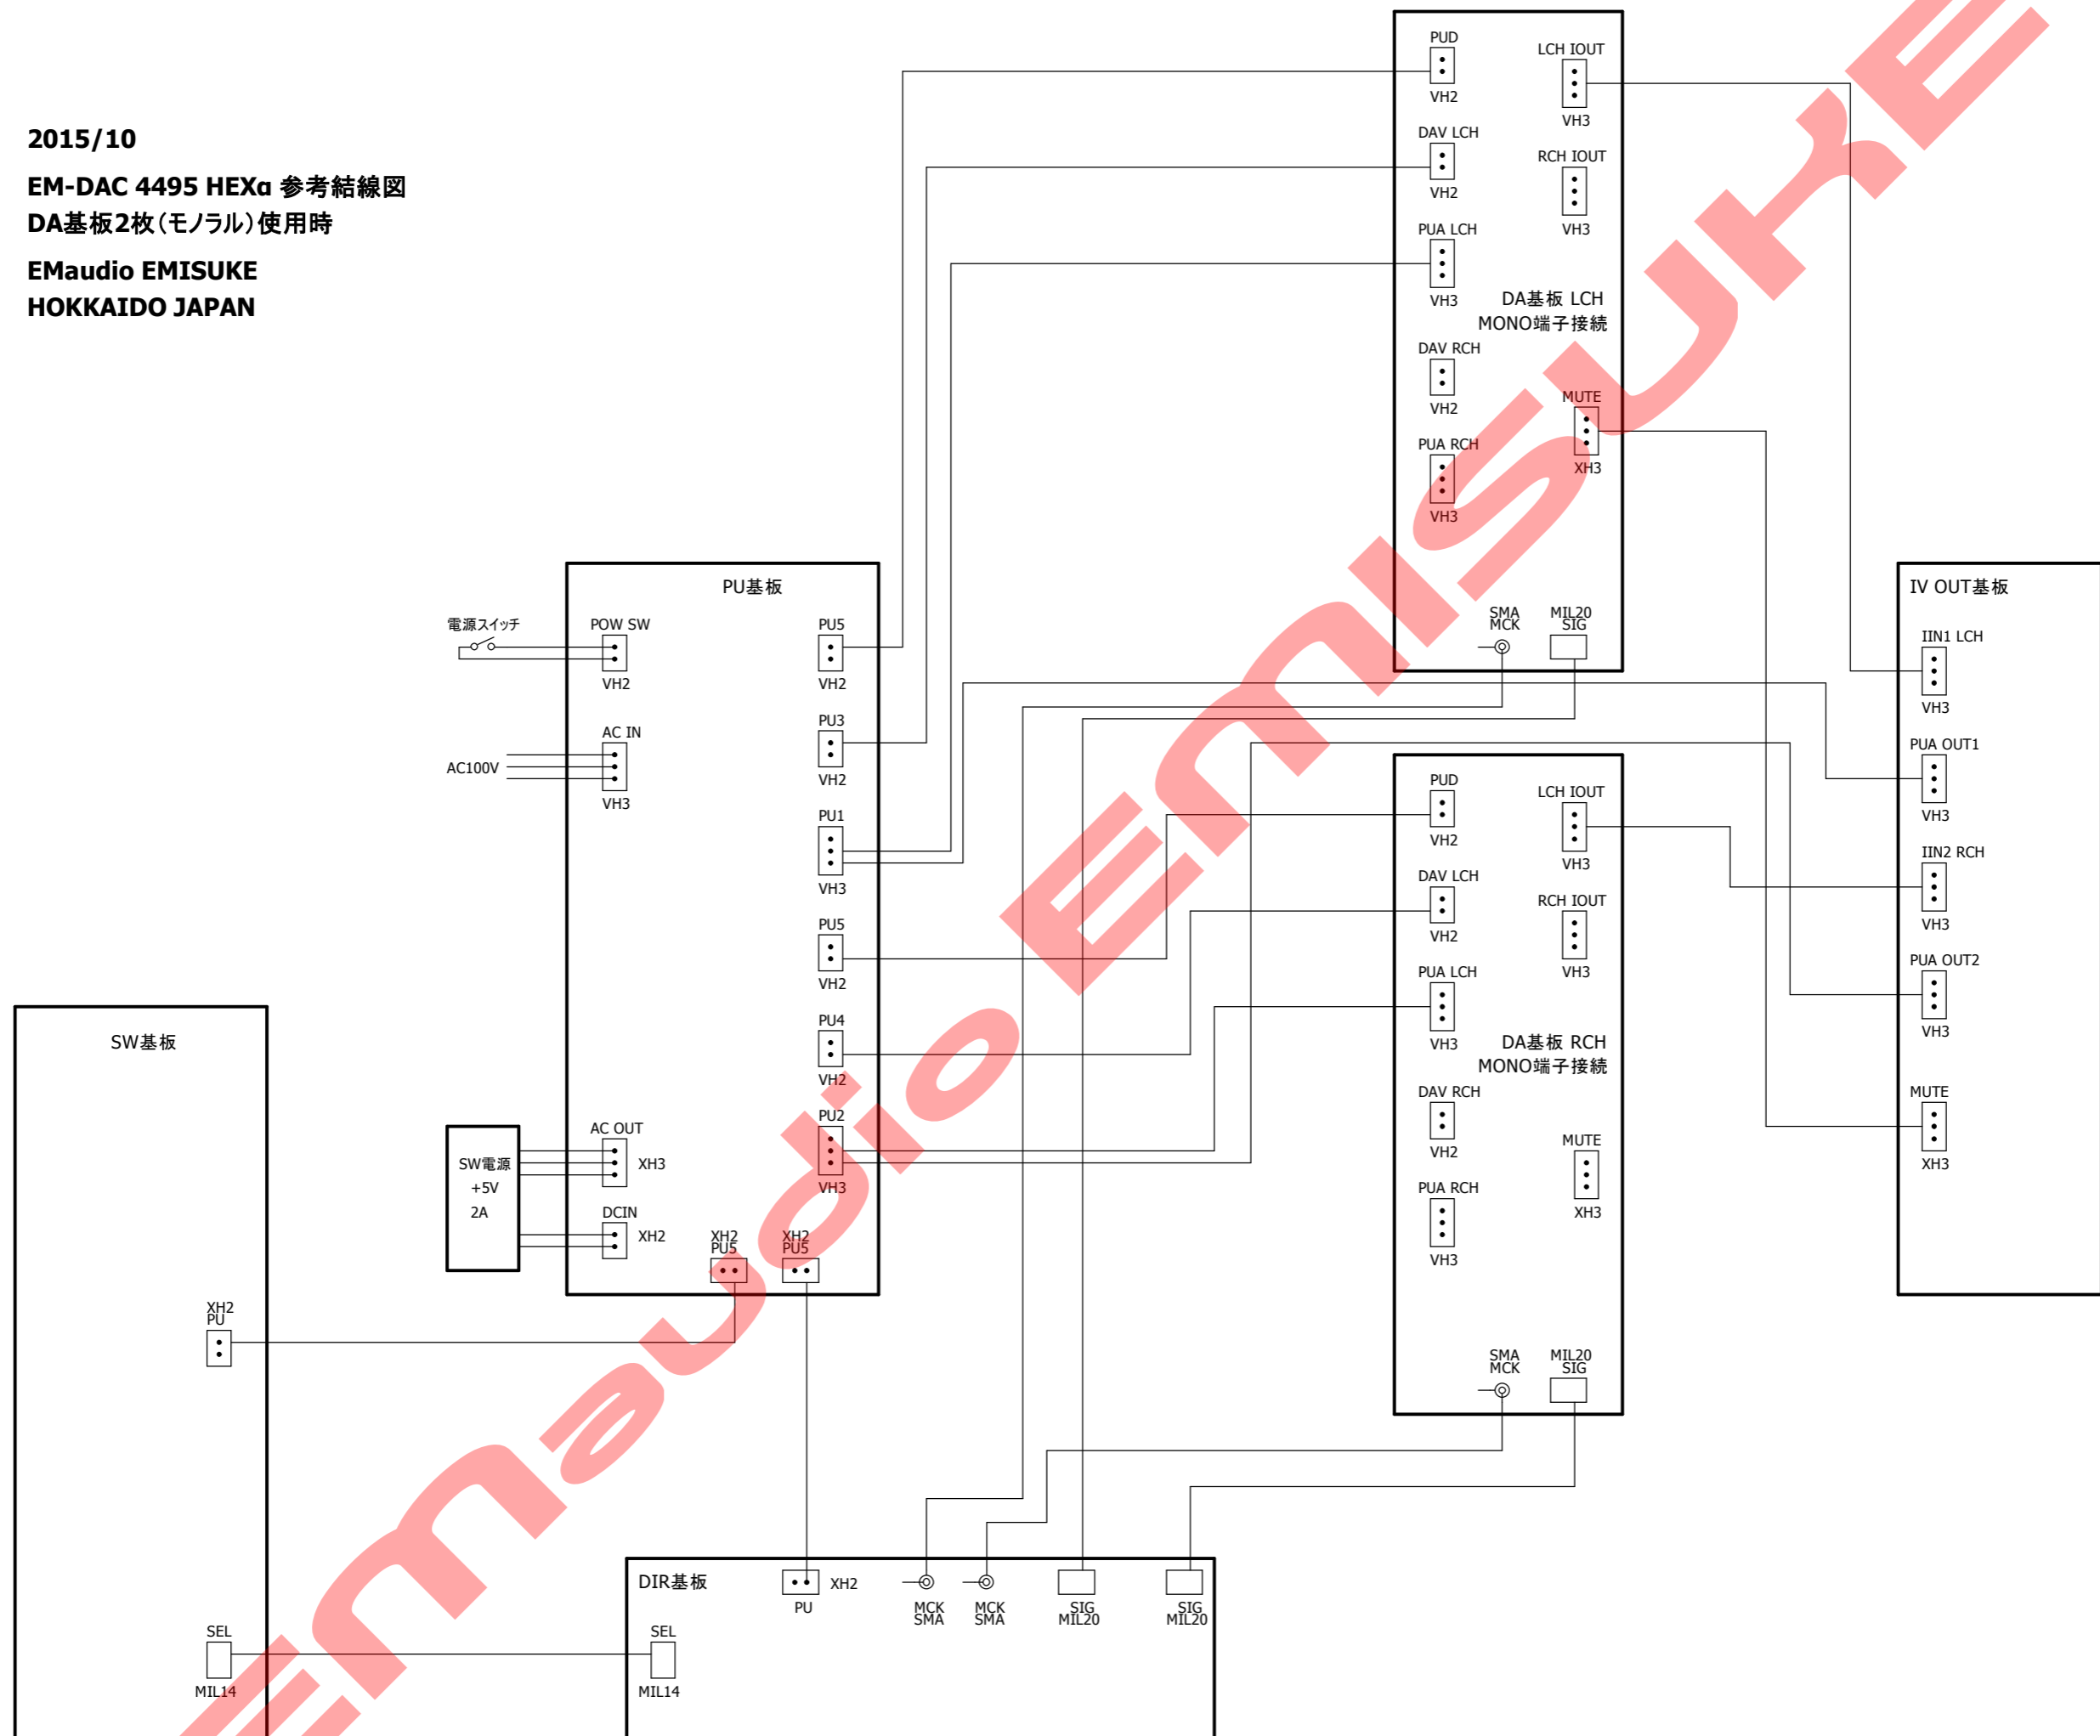 2015/10
EM-DAC 4495 HEXα 参考結線図
DA基板2枚(モノラル)使用時
EMaudio EMISUKE
HOKKAIDO JAPAN
PUD
VH2
DAV LCH
VH2
PUA LCH
VH3
DAV RCH
VH2
PUA RCH
VH3
LCH IOUT
VH3
RCH IOUT
VH3
DA基板 LCH
MONO端子接続
MUTE
XH3
SMA
MCK
MIL20
SIG
PU基板
電源スイッチ
POW SW
VH2
AC100V
AC IN
VH3
PU5
VH2
PU3
VH2
PU1
VH3
PU5
VH2
PU4
VH2
PU2
VH3
SW電源
+5V
2A
AC OUT
XH3
DCIN
XH2
XH2
PU5
XH2
PU5
PUD
VH2
DAV LCH
VH2
PUA LCH
VH3
DAV RCH
VH2
PUA RCH
VH3
LCH IOUT
VH3
RCH IOUT
VH3
DA基板 RCH
MONO端子接続
MUTE
XH3
SMA
MCK
MIL20
SIG
IV OUT基板
IIN1 LCH
VH3
PUA OUT1
VH3
IIN2 RCH
VH3
PUA OUT2
VH3
MUTE
XH3
SW基板
XH2
PU
SEL
MIL14
DIR基板
XH2
PU
MCK
SMA
MCK
SMA
SIG
MIL20
SIG
MIL20
SEL
MIL14
Emaudio EmISUKE